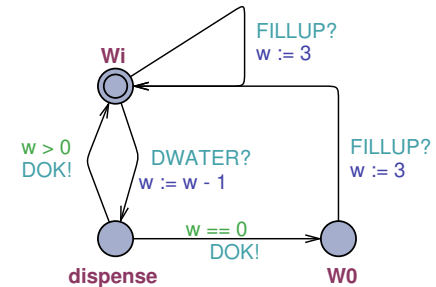 FILLUP?
w := 3
Wi
w > 0
DOK!
DWATER?
w := w - 1
FILLUP?
w := 3
w == 0
DOK!
dispense
W0